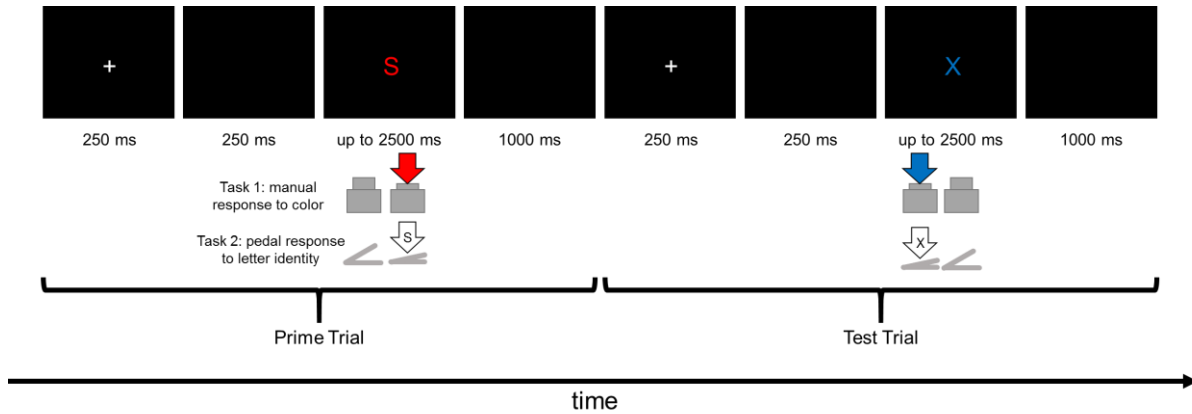 +
S
+
X
250 ms
250 ms
up to 2500 ms
1000 ms
250 ms
250 ms
up to 2500 ms
1000 ms
Task 1: manual
response to color
Task 2: pedal response
to letter identity
S
X
Prime Trial
Test Trial
time